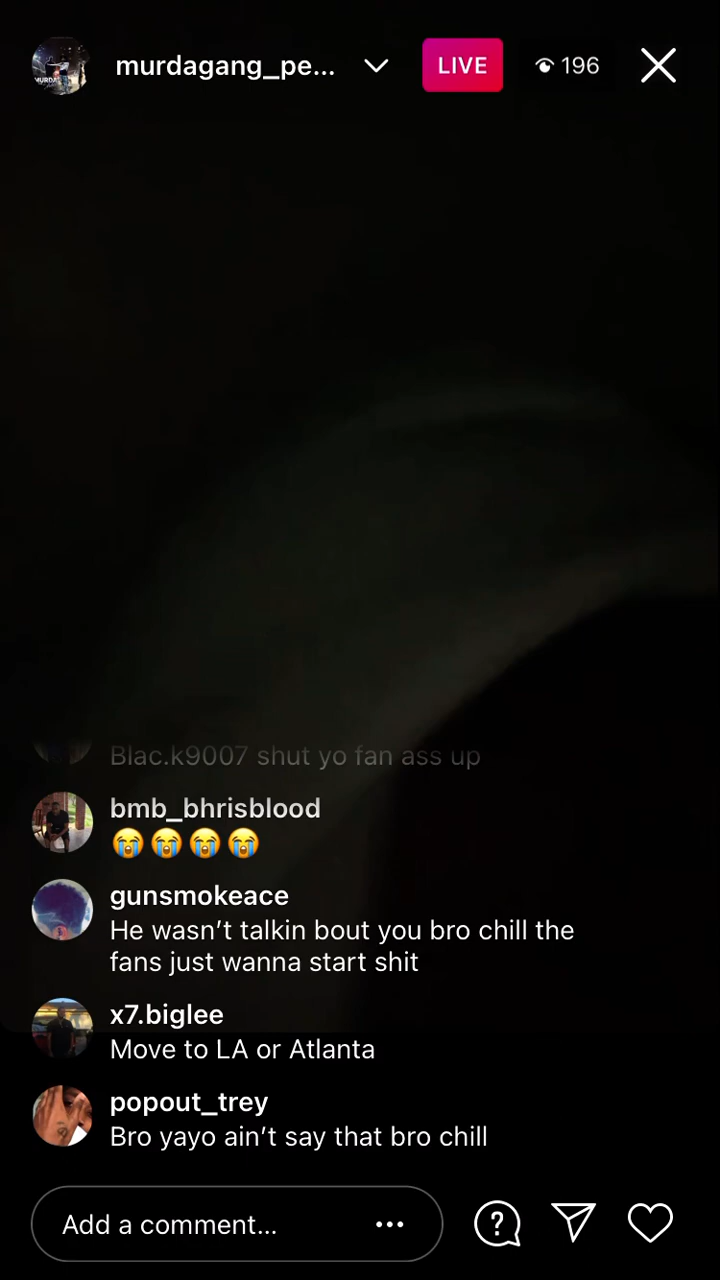 murdagang_pe...
LIVE
196
Blac.k9007 shut yo fan ass up
bmb_bhrisblood
😭😭😭😭
gunsmokeace
He wasn't talkin bout you bro chill the
fans just wanna start shit
x7.biglee
Move to LA or Atlanta
popout_trey
Bro yayo ain't say that bro chill
Add a comment...